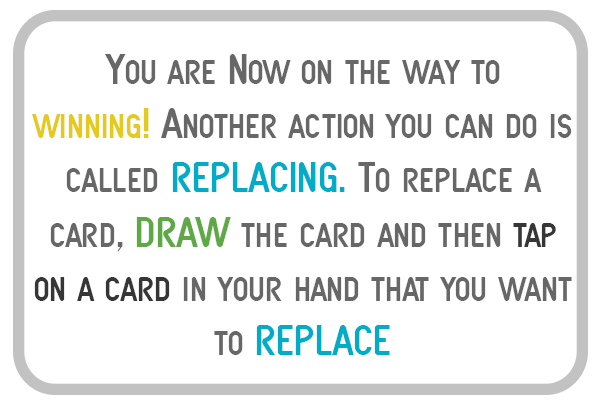 You are Now on the way to
winning! Another action you can do is
called REPLACING. To replace a
card, DRAW the card and then tap
on a card in your hand that you want
to REPLACE